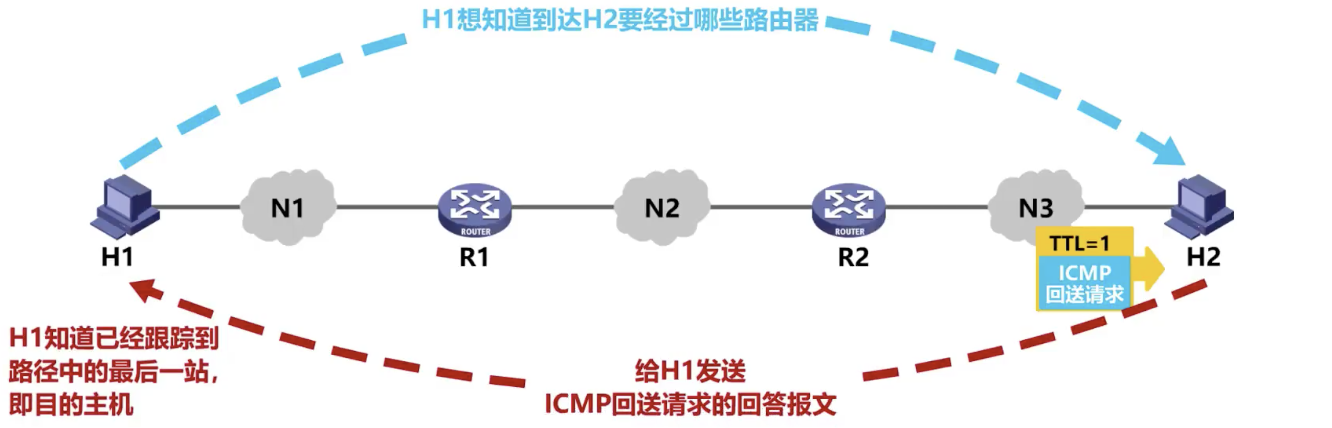 H1想知道到达H2要经过哪些路由器
N1
N2
N3
ROUTER
ROUTER
H1
R1
R2
TTL=1
H2
ICMP
回送请求
H1知道已经跟踪到
路径中的最后一站,
即目的主机
给H1发送
ICMP回送请求的回答报文